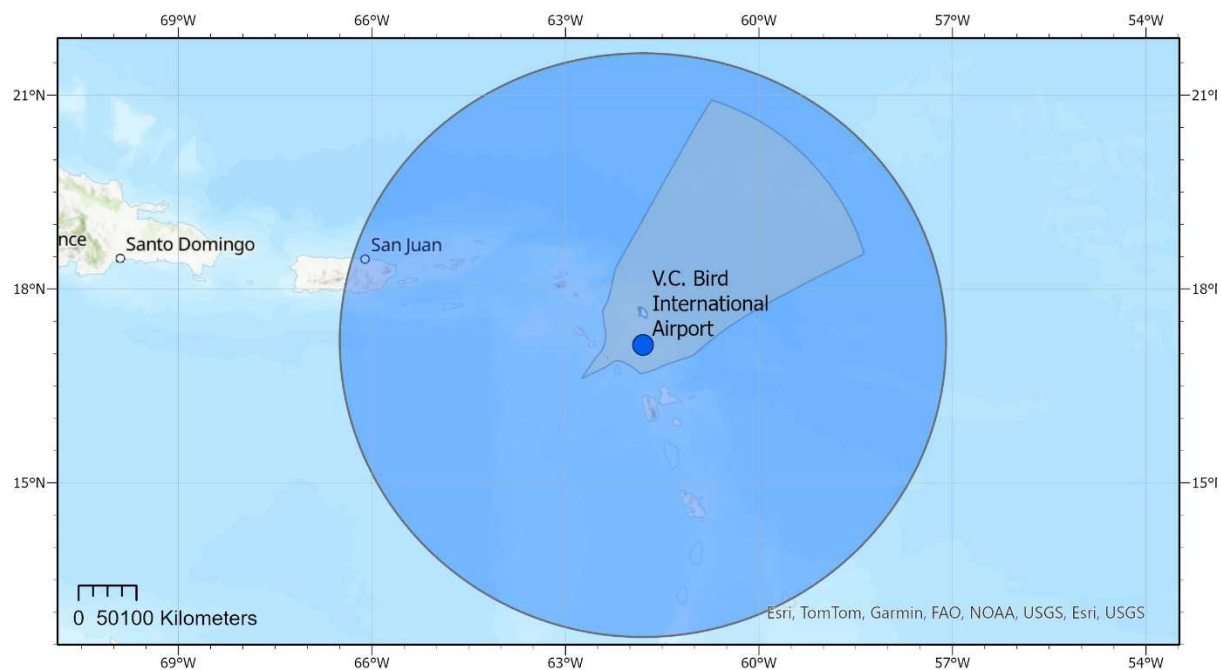 69°W 66°W 63°W 60°W 57°W 54°W
21°N 21°N
nce Santo Domingo
San Juan
18°N 18°N
V.C. Bird
International
Airport
15°N 15°N
0 50100 Kilometers
Esri, TomTom, Garmin, FAO, NOAA, USGS, Esri, USGS
69°W 66°W 63°W 60°W 57°W 54°W